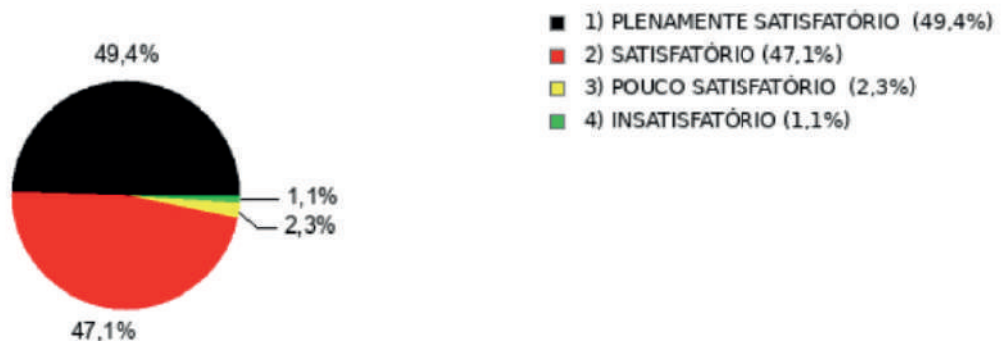 49,4%
1,1%
2,3%
47,1%
1) PLENAMENTE SATISFATÓRIO (49,4%)
2) SATISFATÓRIO (47,1%)
3) POUCO SATISFATÓRIO (2,3%)
4) INSATISFATÓRIO (1,1%)